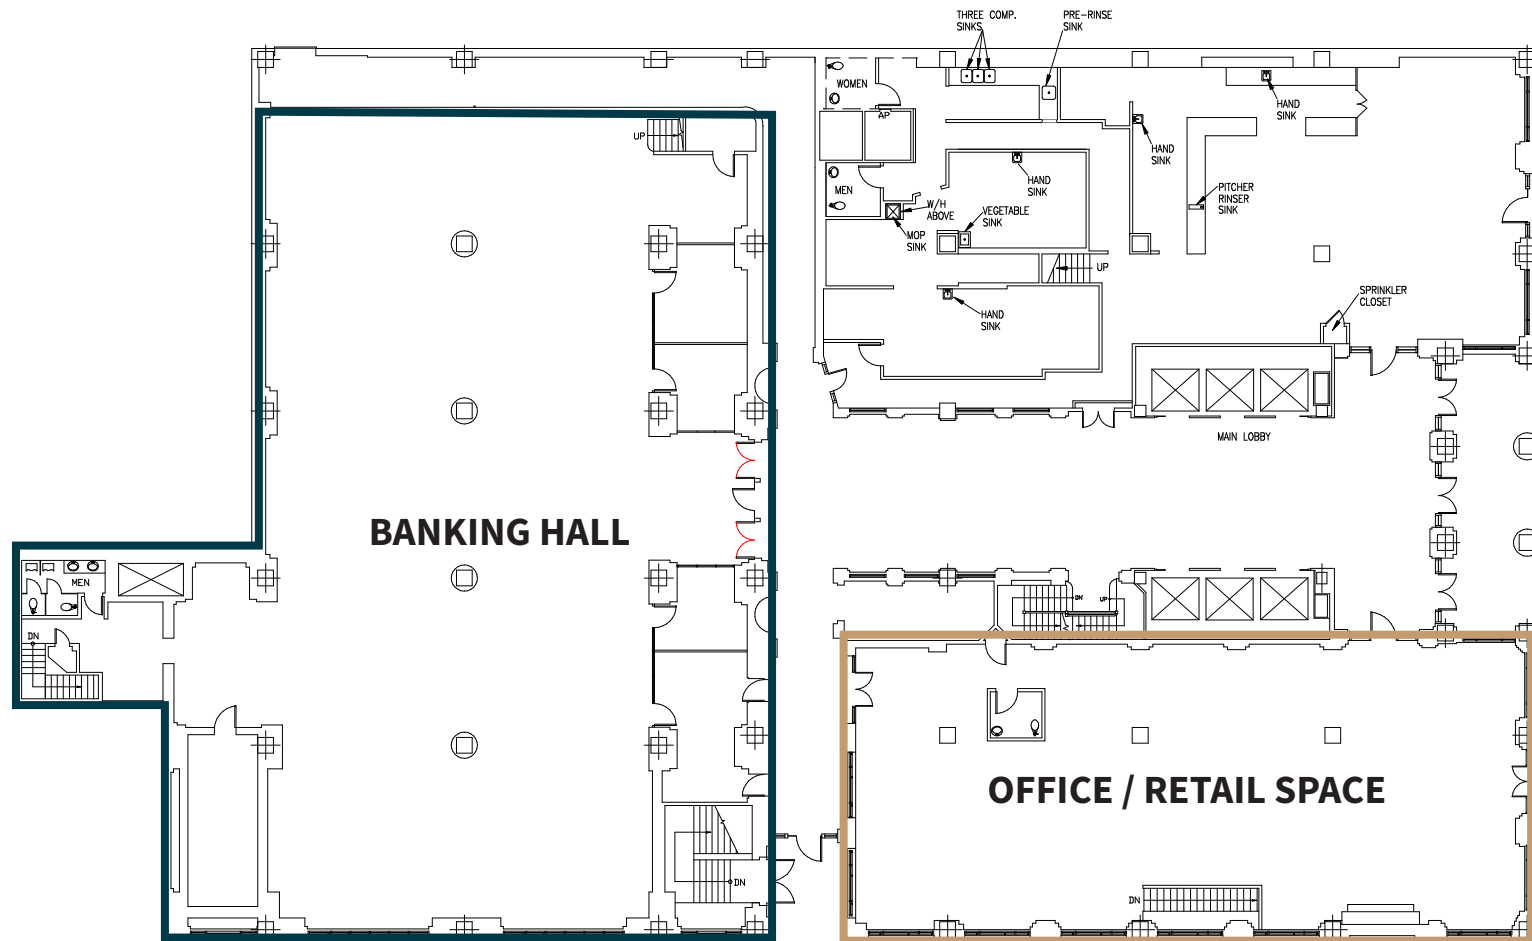 THREE COMP.
SINKS
PRE-RINSE
SINK
WOMEN
AP
HAND
SINK
HAND
SINK
UP
MEN
HAND
SINK
W/H
ABOVE
VEGETABLE
SINK
PITCHER
RINSER
SINK
MOP
SINK
UP
SPRINKLER
CLOSET
HAND
SINK
MAIN LOBBY
BANKING HALL
MEN
DN
DN
UP
OFFICE / RETAIL SPACE
DN
DN